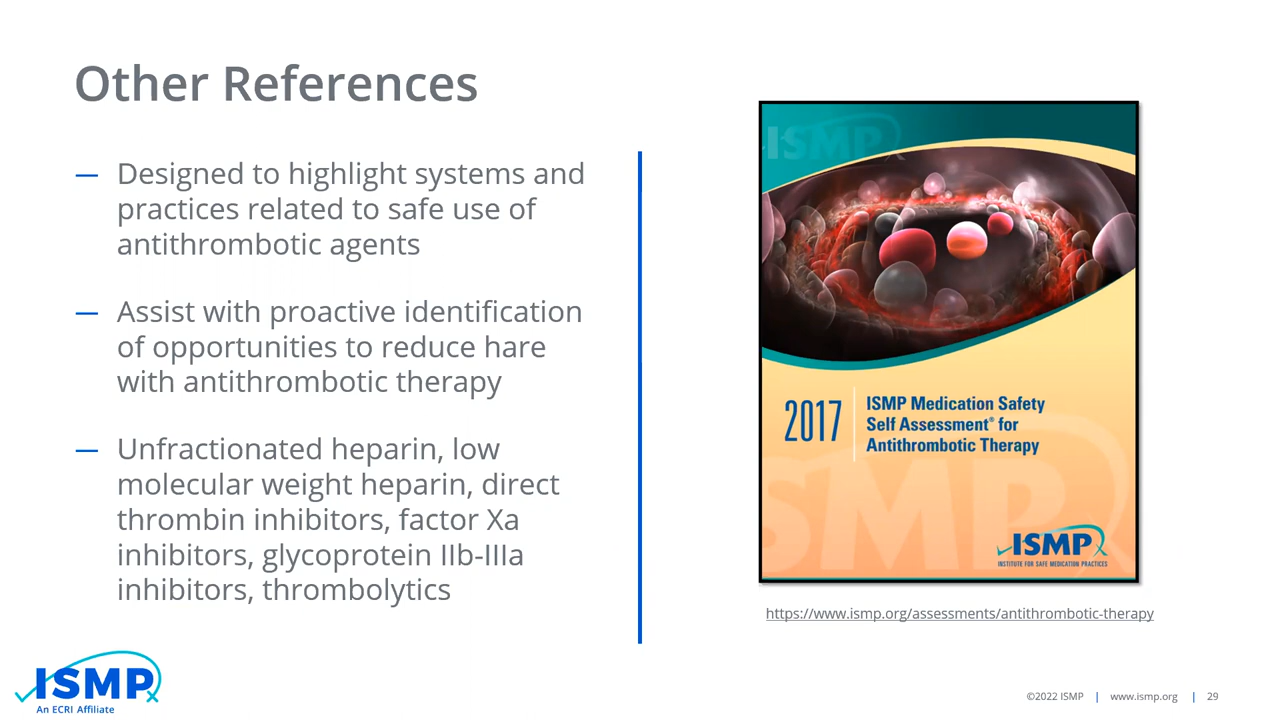 Other References
— Designed to highlight systems and
practices related to safe use of
antithrombotic agents
— Assist with proactive identification
of opportunities to reduce hare
with antithrombotic therapy
— Unfractionated heparin, low
molecular weight heparin, direct
thrombin inhibitors, factor Xa
inhibitors, glycoprotein IIb-IIIa
inhibitors, thrombolytics
ISMP
2017
ISMP Medication Safety
Self Assessment® for
Antithrombotic Therapy
ISMP
ISMP
INSTITUTE FOR SAFE MEDICATION PRACTICES
https://www.ismp.org/assessments/antithrombotic-therapy
ISMP
An ECRI Affiliate
©2022 ISMP | www.ismp.org | 29